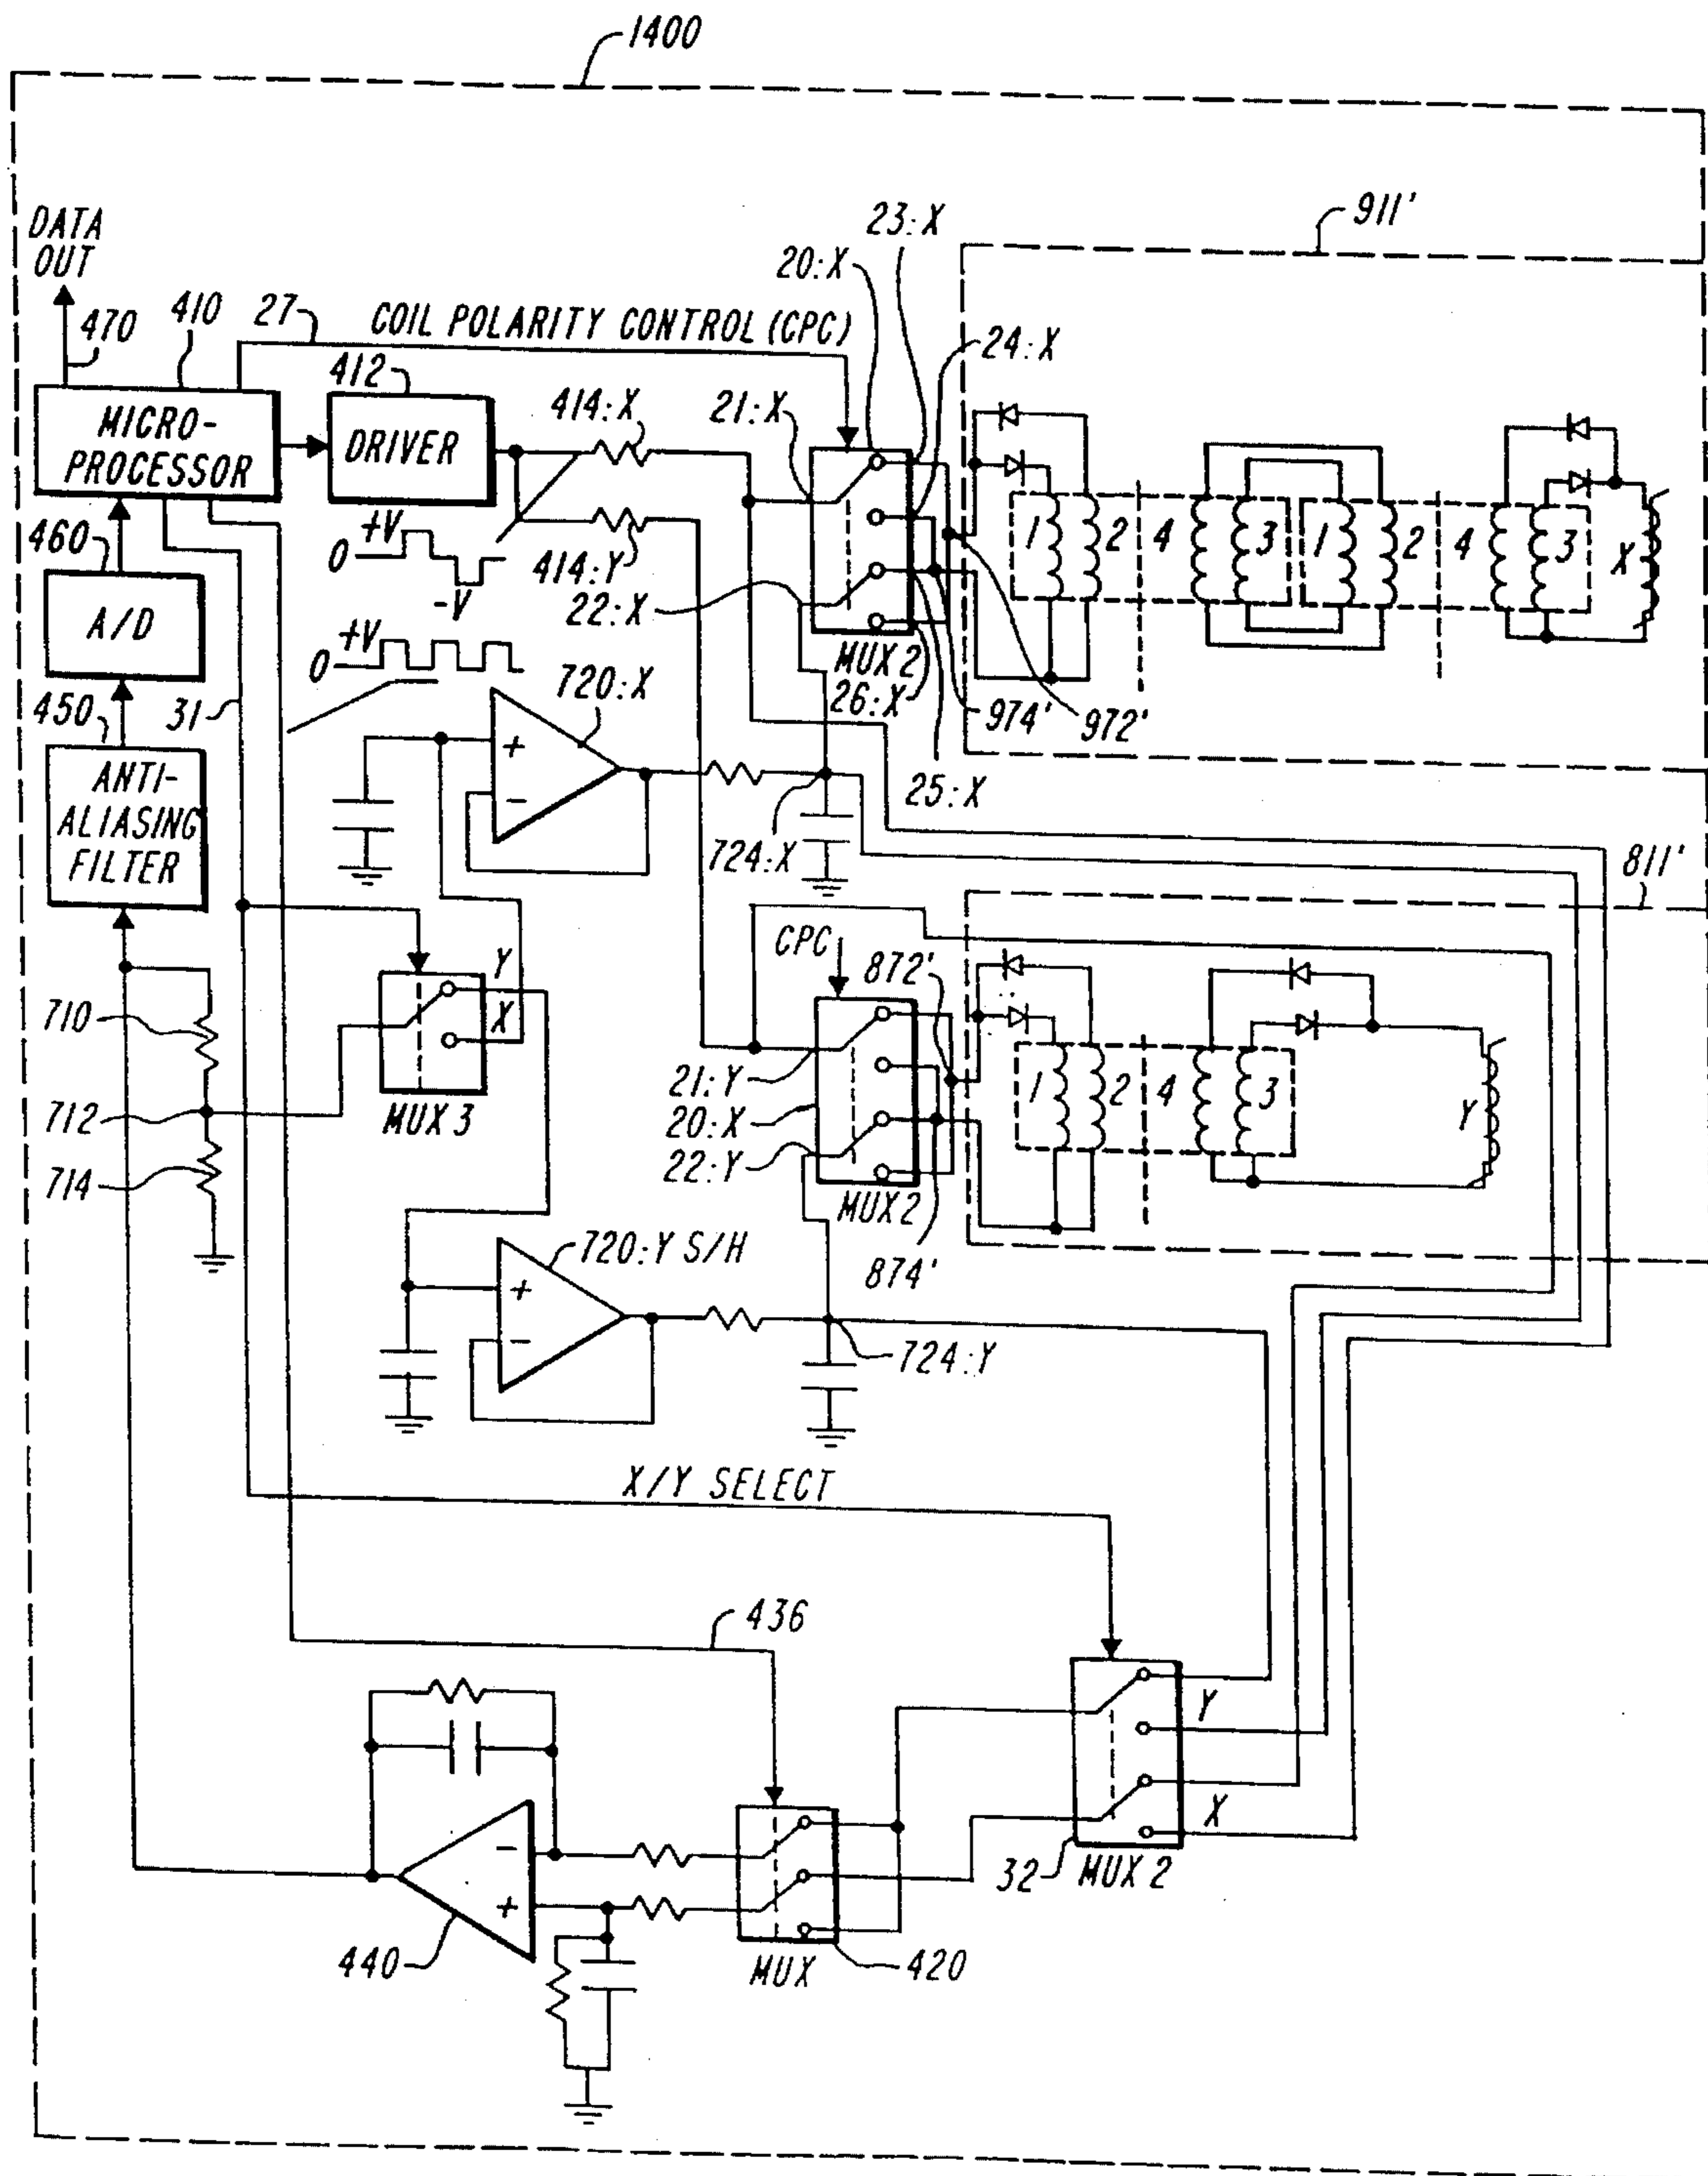 1400
911'
DATA
OUT
470
410
27
COIL POLARITY CONTROL (CPC)
20:X
23:X
24:X
412
414:X
21:X
MICRO-
PROCESSOR
DRIVER
+V
0
-V
414:Y
22:X
1
2
4
3
1
2
4
3
X
460
A/D
+V
0
720:X
MUX 2
26:X
974'
972'
450
31
+
-
25:X
724:X
ANTI-
ALIASING
FILTER
811'
CPC
872'
Y
X
710
MUX 3
21:Y
20:X
22:Y
1
2
4
3
Y
712
714
MUX 2
874'
720:Y S/H
+
-
724:Y
X/Y SELECT
436
Y
X
32
MUX 2
-
+
440
MUX
420